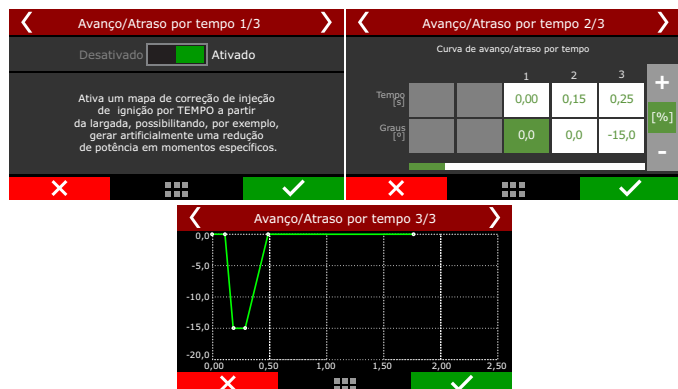 Avanço/Atraso por tempo 1/3
Desativado Ativado
Ativa um mapa de correção de injeção
de ignição por TEMPO a partir
da largada, possibilitando, por exemplo,
gerar artificialmente uma redução
de potência em momentos específicos.
Avanço/Atraso por tempo 2/3
Curva de avanço/atraso por tempo
1 2 3
Tempo
[s]
0,00 0,15 0,25
Graus
[º]
0,0 0,0 -15,0
+
[%]
-
Avanço/Atraso por tempo 3/3
0,0
-5,0
-10,0
-15,0
-20,0
0,00 0,50 1,00 1,50 2,00 2,50